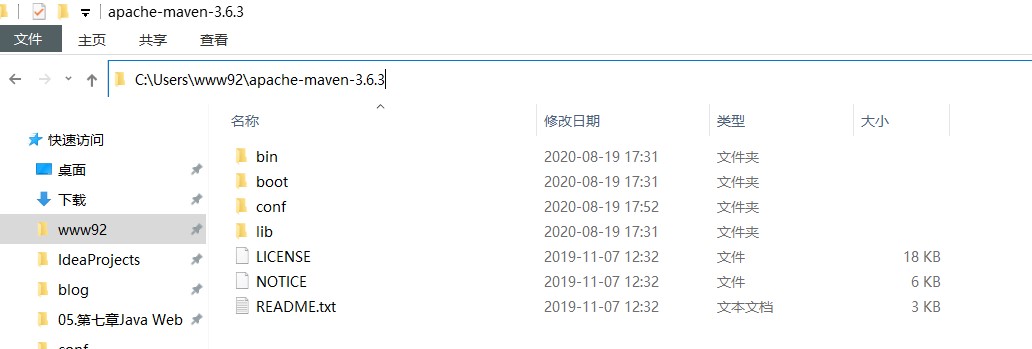 apache-maven-3.6.3
文件 主页 共享 查看
C:\Users\www92\apache-maven-3.6.3
名称 修改日期 类型 大小
快速访问
桌面
下载
www92
IdeaProjects
blog
05.第七章Java Web
conf
bin 2020-08-19 17:31 文件夹
boot 2020-08-19 17:31 文件夹
conf 2020-08-19 17:52 文件夹
lib 2020-08-19 17:31 文件夹
LICENSE 2019-11-07 12:32 文件 18 KB
NOTICE 2019-11-07 12:32 文件 6 KB
README.txt 2019-11-07 12:32 文本文档 3 KB